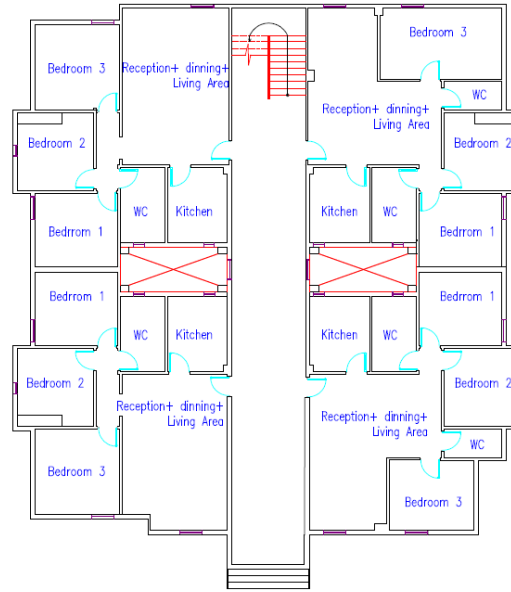 Bedroom 3
Reception+ dinning+
Living Area
Bedroom 3
Reception+ dinning+
Living Area
WC
Bedroom 2
Bedroom 2
WC
Kitchen
Kitchen
WC
Bedrrom 1
Bedrrom 1
Bedrrom 1
Bedrrom 1
WC
Kitchen
Kitchen
WC
Bedroom 2
Bedroom 2
Reception+ dinning+
Living Area
Reception+ dinning+
Living Area
WC
Bedroom 3
Bedroom 3